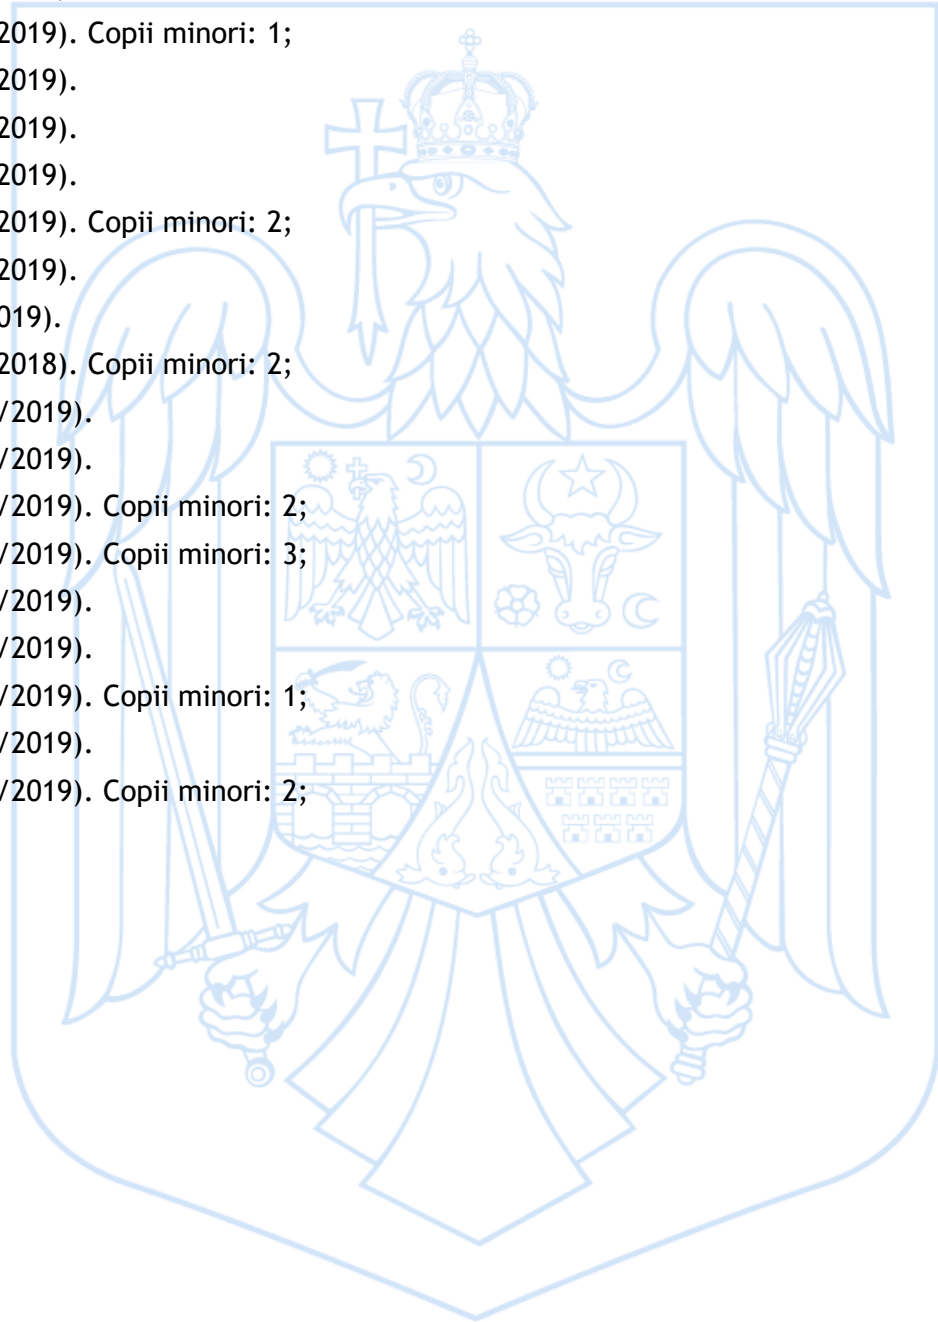 2019). Copii minori: 1;
2019).
2019).
2019).
2019). Copii minori: 2;
2019).
019).
2018). Copii minori: 2;
/2019).
/2019).
/2019). Copii minori: 2;
/2019). Copii minori: 3;
/2019).
/2019).
/2019). Copii minori: 1;
/2019).
/2019). Copii minori: 2;